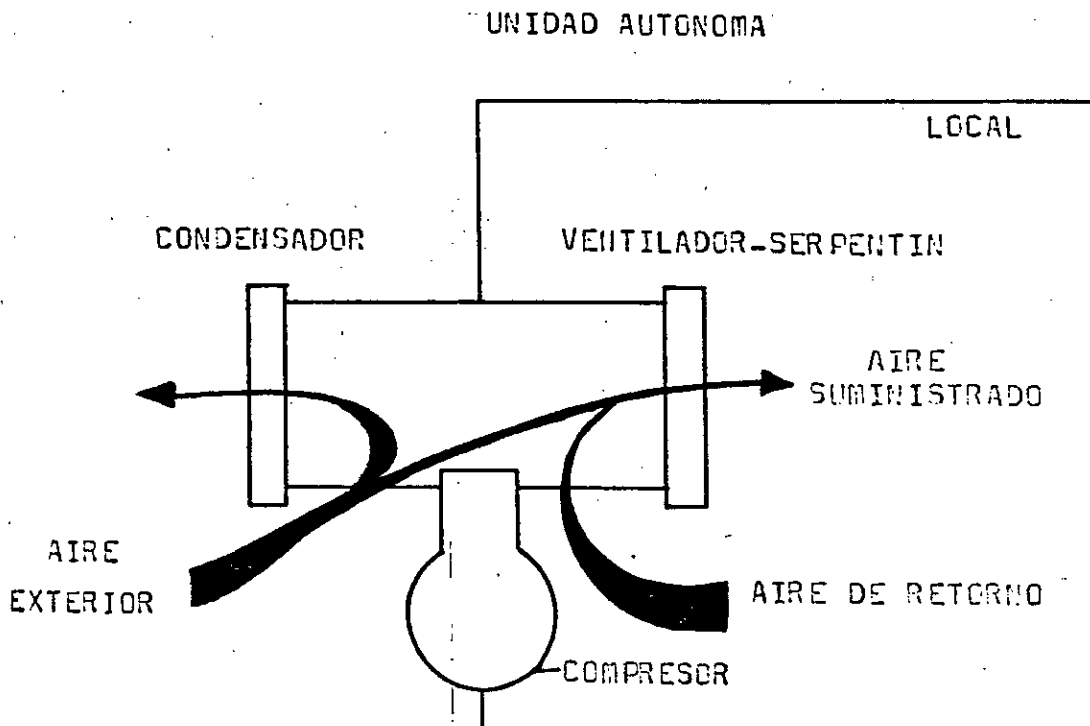 UNIDAD AUTONOMA
LOCAL
CONDENSADOR
VENTILADOR-SERPENTIN
AIRE
SUMINISTRADO
AIRE
EXTERIOR
AIRE DE RETORNO
COMPRESOR